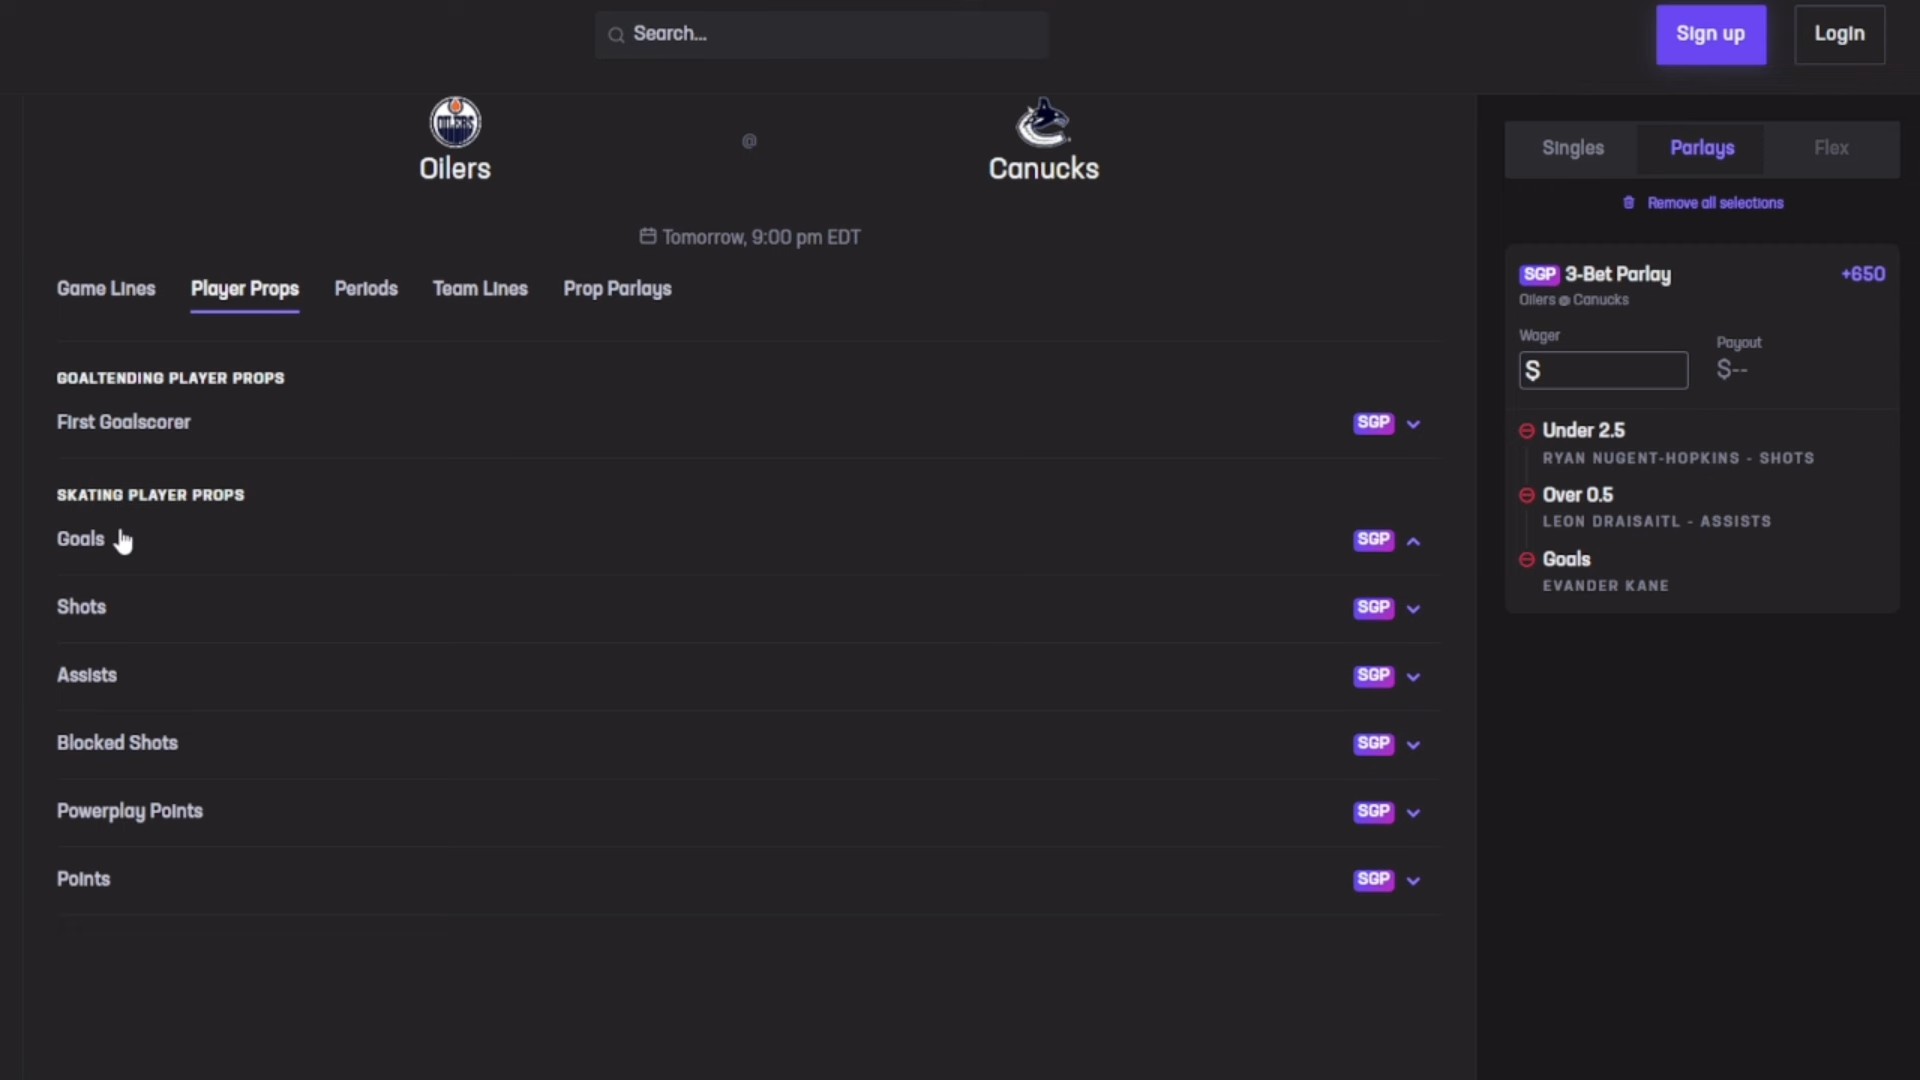 Search...
Sign up
Login
OILERS
Oilers
@
Canucks
Tomorrow, 9:00 pm EDT
Game Lines
Player Props
Periods
Team Lines
Prop Parlays
GOALTENDING PLAYER PROPS
First Goalscorer
SGP
SKATING PLAYER PROPS
Goals
SGP
Shots
SGP
Assists
SGP
Blocked Shots
SGP
Powerplay Points
SGP
Points
SGP
Singles
Parlays
Flex
Remove all selections
SGP 3-Bet Parlay +650
Oilers @ Canucks
Wager
Payout
$
$--
Under 2.5
RYAN NUGENT-HOPKINS - SHOTS
Over 0.5
LEON DRAISAITL - ASSISTS
Goals
EVANDER KANE